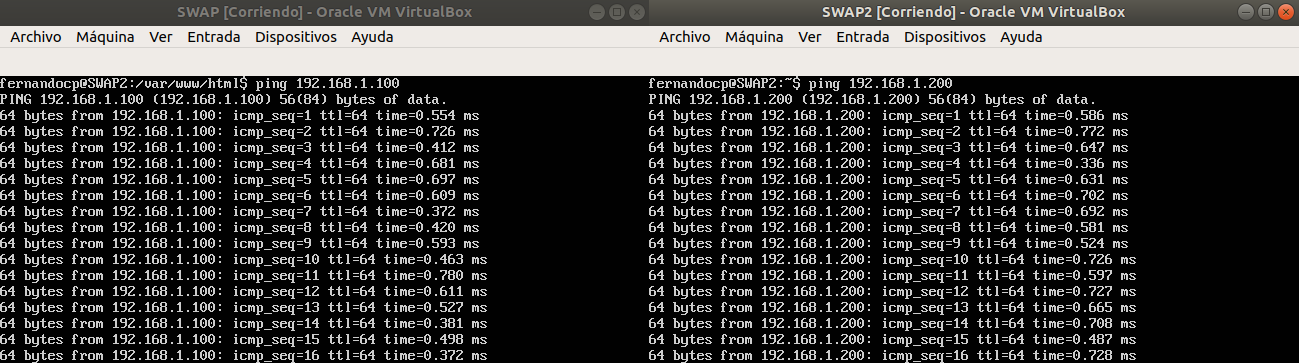 SWAP [Corriendo] - Oracle VM VirtualBox
Archivo Máquina Ver Entrada Dispositivos Ayuda
fernandocp@SWAP2:/var/www/html$ ping 192.168.1.100
PING 192.168.1.100 (192.168.1.100) 56(84) bytes of data.
64 bytes from 192.168.1.100: icmp_seq=1 ttl=64 time=0.554 ms
64 bytes from 192.168.1.100: icmp_seq=2 ttl=64 time=0.726 ms
64 bytes from 192.168.1.100: icmp_seq=3 ttl=64 time=0.412 ms
64 bytes from 192.168.1.100: icmp_seq=4 ttl=64 time=0.681 ms
64 bytes from 192.168.1.100: icmp_seq=5 ttl=64 time=0.697 ms
64 bytes from 192.168.1.100: icmp_seq=6 ttl=64 time=0.609 ms
64 bytes from 192.168.1.100: icmp_seq=7 ttl=64 time=0.372 ms
64 bytes from 192.168.1.100: icmp_seq=8 ttl=64 time=0.420 ms
64 bytes from 192.168.1.100: icmp_seq=9 ttl=64 time=0.593 ms
64 bytes from 192.168.1.100: icmp_seq=10 ttl=64 time=0.463 ms
64 bytes from 192.168.1.100: icmp_seq=11 ttl=64 time=0.780 ms
64 bytes from 192.168.1.100: icmp_seq=12 ttl=64 time=0.611 ms
64 bytes from 192.168.1.100: icmp_seq=13 ttl=64 time=0.527 ms
64 bytes from 192.168.1.100: icmp_seq=14 ttl=64 time=0.381 ms
64 bytes from 192.168.1.100: icmp_seq=15 ttl=64 time=0.498 ms
64 bytes from 192.168.1.100: icmp_seq=16 ttl=64 time=0.372 ms
SWAP2 [Corriendo] - Oracle VM VirtualBox
Archivo Máquina Ver Entrada Dispositivos Ayuda
fernandocp@SWAP2:~$ ping 192.168.1.200
PING 192.168.1.200 (192.168.1.200) 56(84) bytes of data.
64 bytes from 192.168.1.200: icmp_seq=1 ttl=64 time=0.586 ms
64 bytes from 192.168.1.200: icmp_seq=2 ttl=64 time=0.772 ms
64 bytes from 192.168.1.200: icmp_seq=3 ttl=64 time=0.647 ms
64 bytes from 192.168.1.200: icmp_seq=4 ttl=64 time=0.336 ms
64 bytes from 192.168.1.200: icmp_seq=5 ttl=64 time=0.631 ms
64 bytes from 192.168.1.200: icmp_seq=6 ttl=64 time=0.702 ms
64 bytes from 192.168.1.200: icmp_seq=7 ttl=64 time=0.692 ms
64 bytes from 192.168.1.200: icmp_seq=8 ttl=64 time=0.581 ms
64 bytes from 192.168.1.200: icmp_seq=9 ttl=64 time=0.524 ms
64 bytes from 192.168.1.200: icmp_seq=10 ttl=64 time=0.726 ms
64 bytes from 192.168.1.200: icmp_seq=11 ttl=64 time=0.597 ms
64 bytes from 192.168.1.200: icmp_seq=12 ttl=64 time=0.727 ms
64 bytes from 192.168.1.200: icmp_seq=13 ttl=64 time=0.665 ms
64 bytes from 192.168.1.200: icmp_seq=14 ttl=64 time=0.708 ms
64 bytes from 192.168.1.200: icmp_seq=15 ttl=64 time=0.487 ms
64 bytes from 192.168.1.200: icmp_seq=16 ttl=64 time=0.728 ms